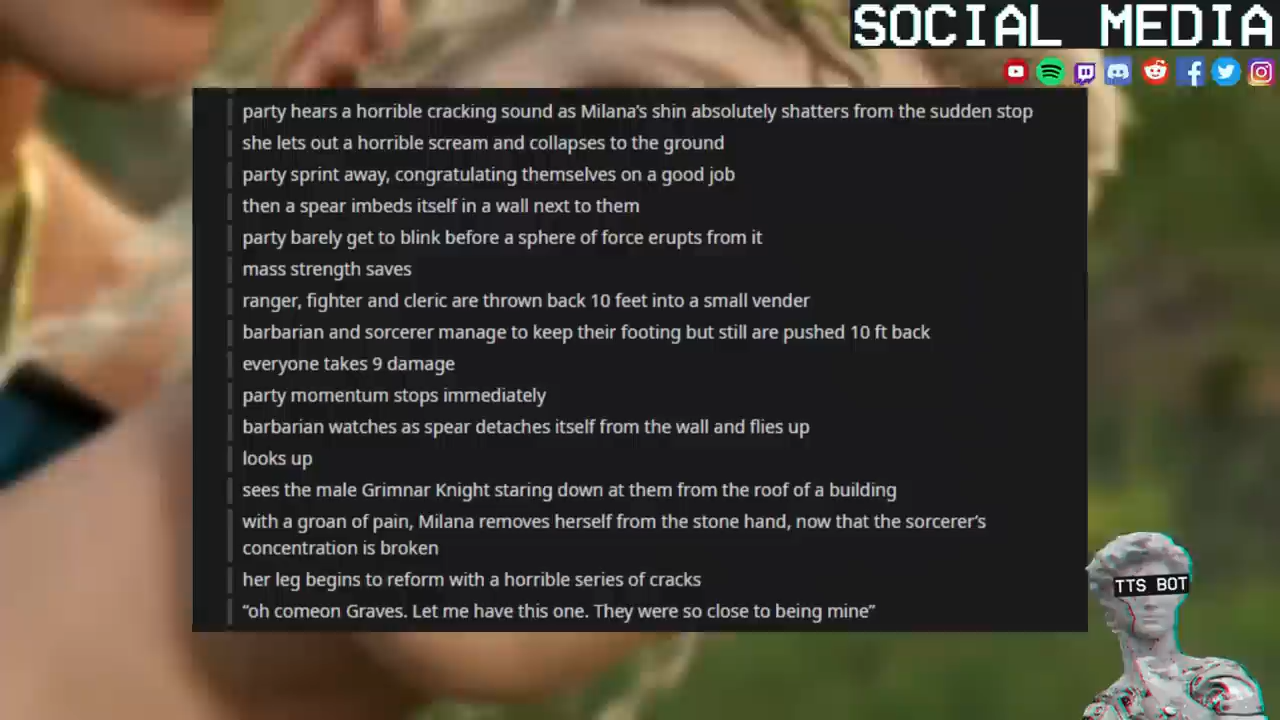 SOCIAL MEDIA
party hears a horrible cracking sound as Milana's shin absolutely shatters from the sudden stop
she lets out a horrible scream and collapses to the ground
party sprint away, congratulating themselves on a good job
then a spear imbeds itself in a wall next to them
party barely get to blink before a sphere of force erupts from it
mass strength saves
ranger, fighter and cleric are thrown back 10 feet into a small vender
barbarian and sorcerer manage to keep their footing but still are pushed 10 ft back
everyone takes 9 damage
party momentum stops immediately
barbarian watches as spear detaches itself from the wall and flies up
looks up
sees the male Grimnar Knight staring down at them from the roof of a building
with a groan of pain, Milana removes herself from the stone hand, now that the sorcerer's
concentration is broken
her leg begins to reform with a horrible series of cracks
“oh comeon Graves. Let me have this one. They were so close to being mine”
TTS BOT